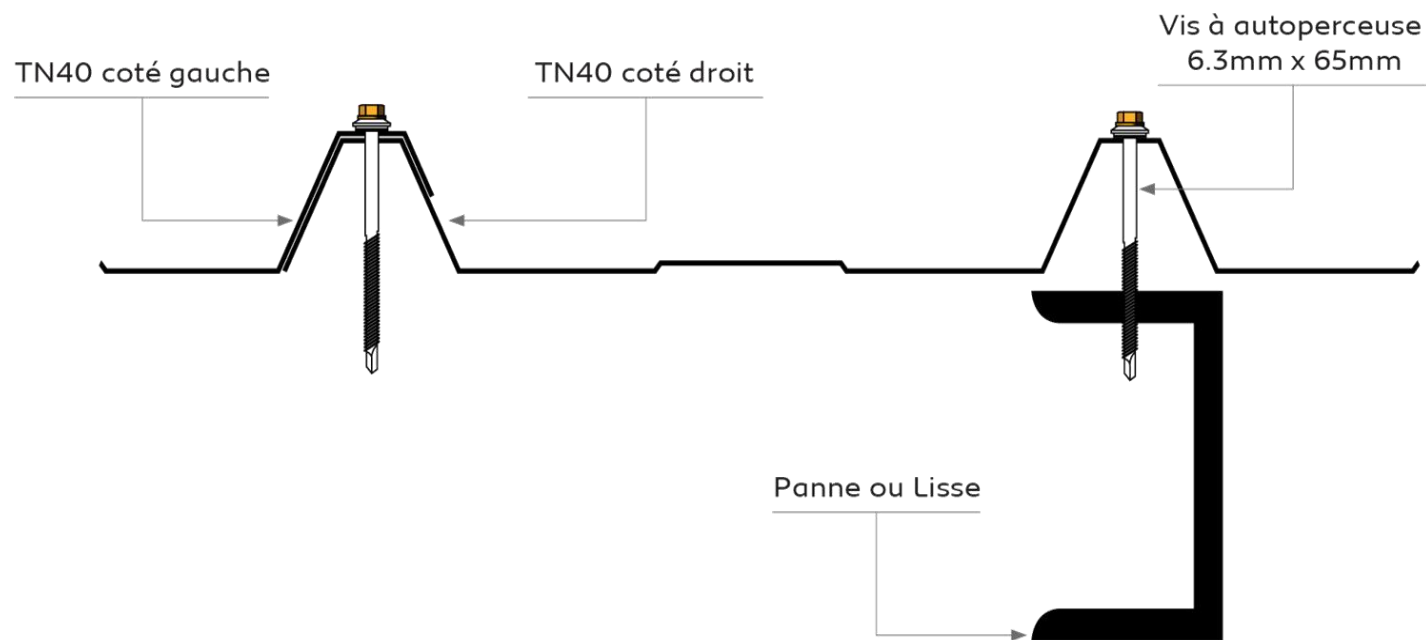 TN40 coté gauche
TN40 coté droit
Vis à autoperceuse
6.3mm x 65mm
Panne ou Lisse